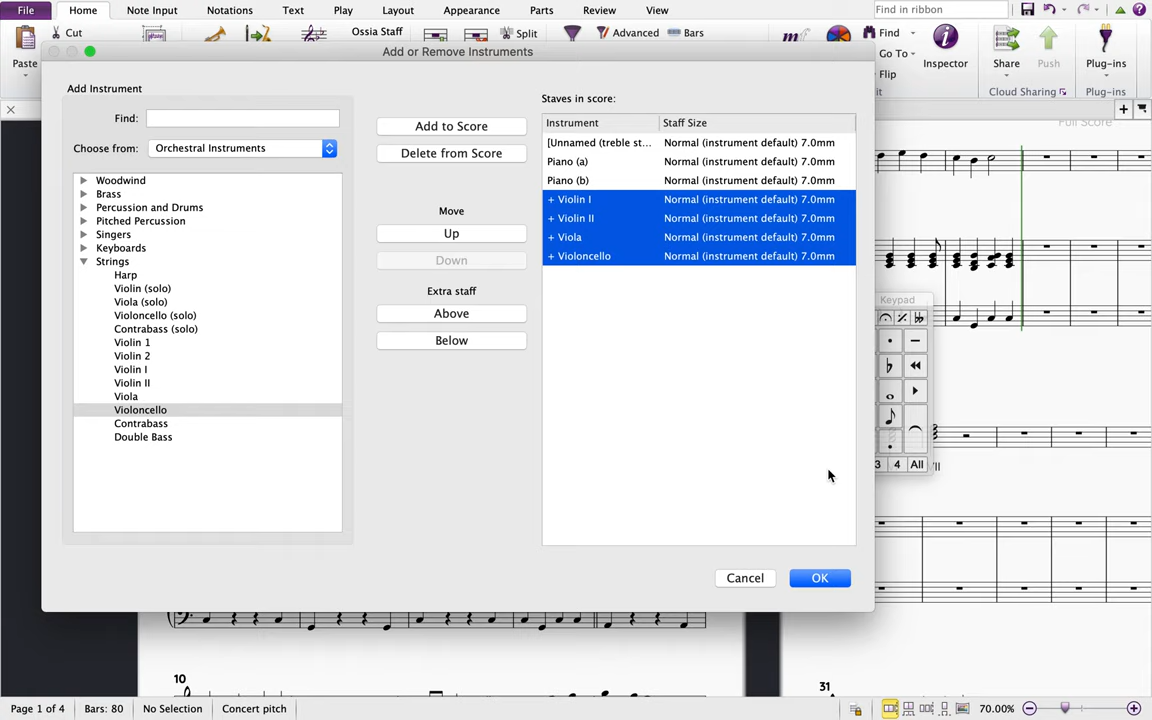 File Home Note Input Notations Text Play Layout Appearance Parts Review View Find in ribbon
Cut Ossia Staff Split Advanced Bars Find
Add or Remove Instruments
Go To
Paste Inspector Share Push Plug-ins
Flip
Cloud Sharing Plug-ins
Add Instrument
Staves in score:
Find:
Choose from: Orchestral Instruments
Add to Score
Delete from Score
Move
Up
Down
Extra staff
Above
Below
Woodwind
Brass
Percussion and Drums
Pitched Percussion
Singers
Keyboards
Strings
Harp
Violin (solo)
Viola (solo)
Violoncello (solo)
Contrabass (solo)
Violin 1
Violin 2
Violin I
Violin II
Viola
Violoncello
Contrabass
Double Bass
Instrument Staff Size
[Unnamed (treble st... Normal (instrument default) 7.0mm
Piano (a) Normal (instrument default) 7.0mm
Piano (b) Normal (instrument default) 7.0mm
+ Violin I Normal (instrument default) 7.0mm
+ Violin II Normal (instrument default) 7.0mm
+ Viola Normal (instrument default) 7.0mm
+ Violoncello Normal (instrument default) 7.0mm
Cancel OK
Full Score
Keypad
3 4 All
10
31
Page 1 of 4 Bars: 80 No Selection Concert pitch 70.00%